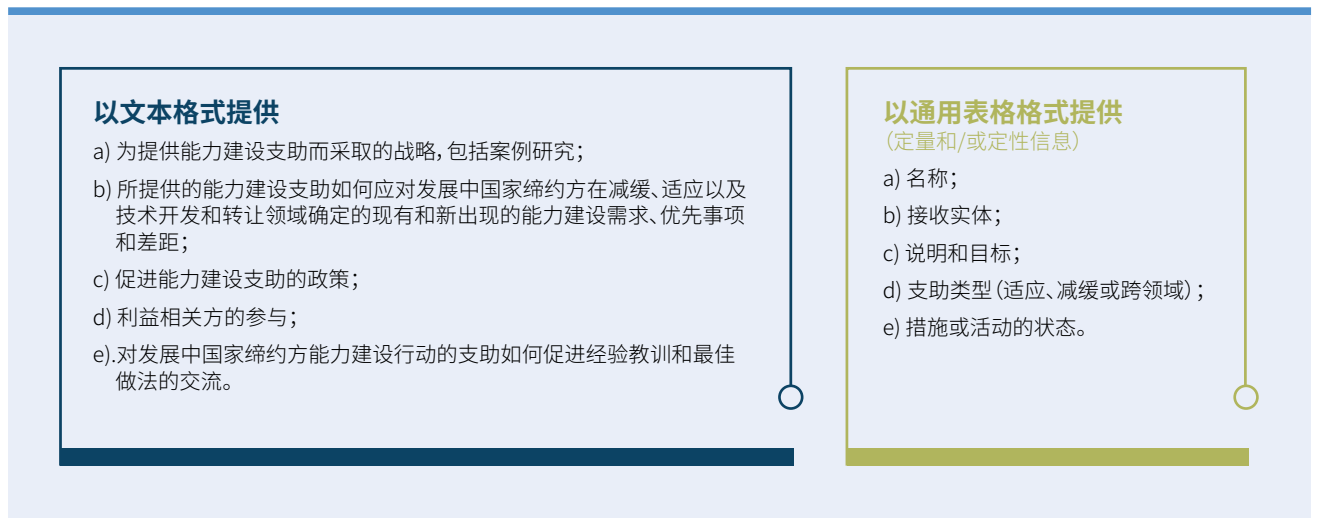 以文本格式提供
a) 为提供能力建设支助而采取的战略，包括案例研究；
b) 所提供的能力建设支助如何应对发展中国家缔约方在减缓、适应以及
技术开发和转让领域确定的现有和新出现的能力建设需求、优先事项
和差距；
c) 促进能力建设支助的政策；
d) 利益相关方的参与；
e).对发展中国家缔约方能力建设行动的支助如何促进经验教训和最佳
做法的交流。
以通用表格格式提供
（定量和/或定性信息）
a) 名称；
b) 接收实体；
c) 说明和目标；
d) 支助类型（适应、减缓或跨领域）；
e) 措施或活动的状态。